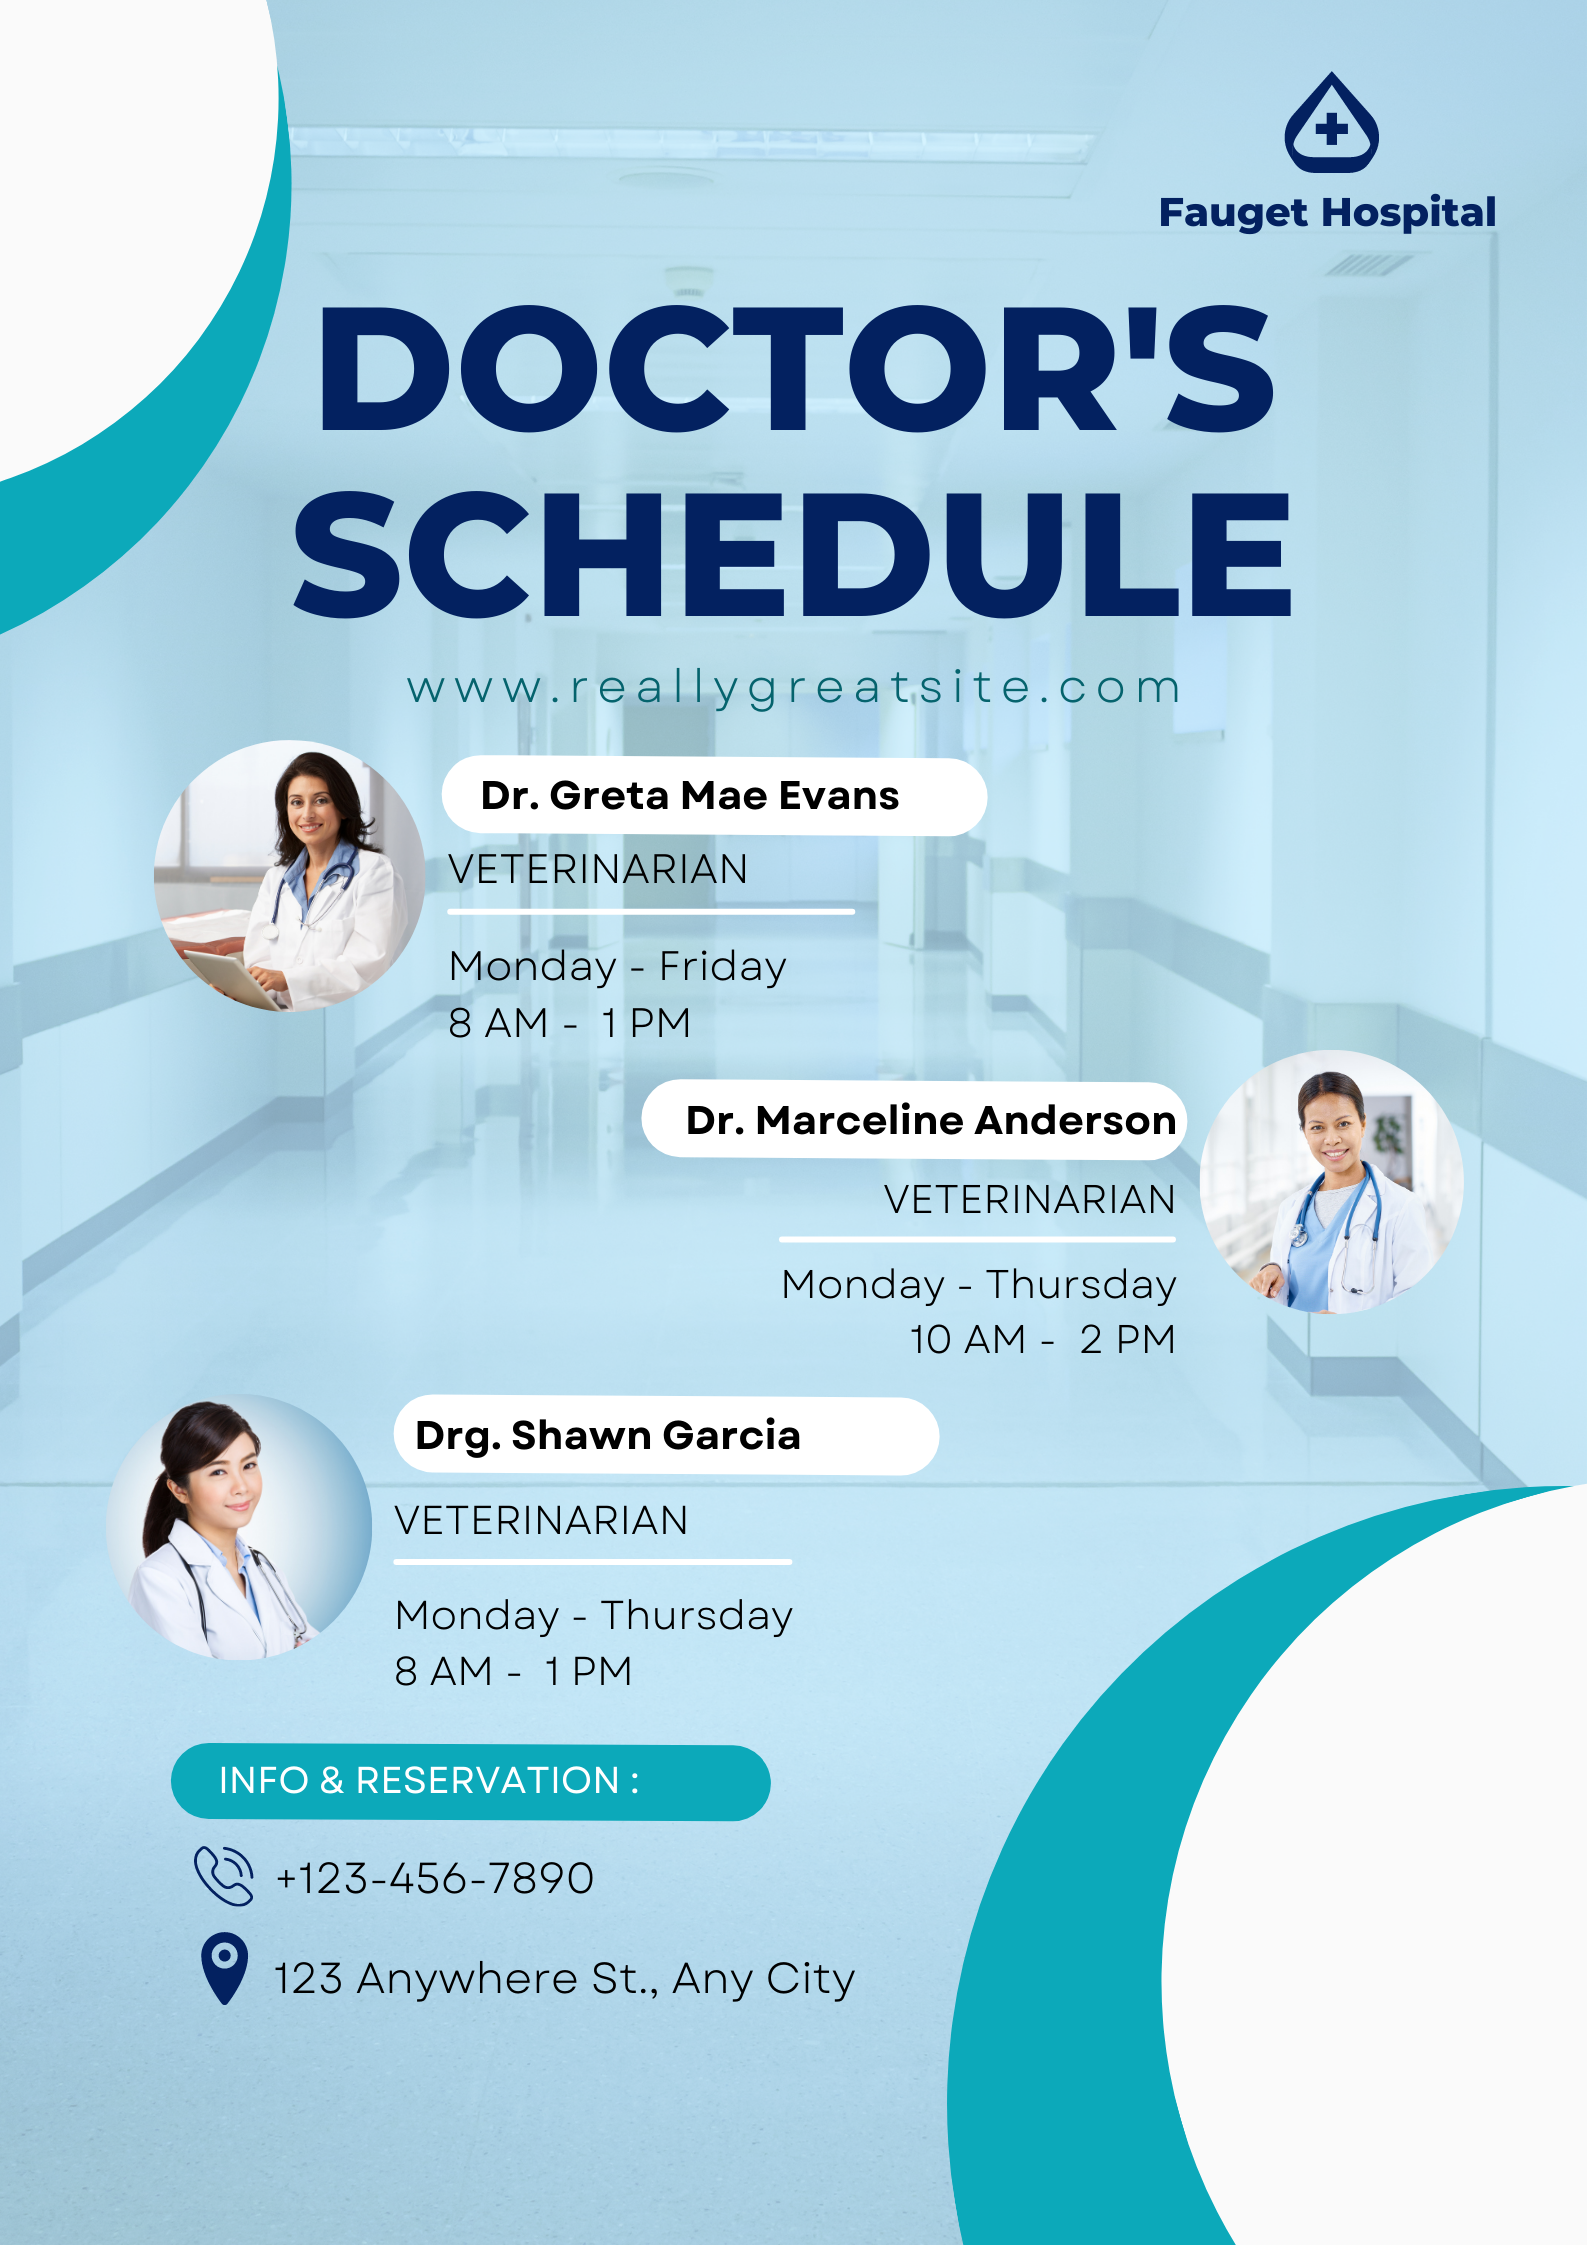 Fauget Hospital
DOCTOR'S
SCHEDULE
www.reallygreatsite.com
Dr. Greta Mae Evans
VETERINARIAN
Monday - Friday
8 AM - 1 PM
Dr. Marceline Anderson
VETERINARIAN
Monday - Thursday
10 AM - 2 PM
Drg. Shawn Garcia
VETERINARIAN
Monday - Thursday
8 AM - 1 PM
INFO & RESERVATION :
+123-456-7890
123 Anywhere St., Any City